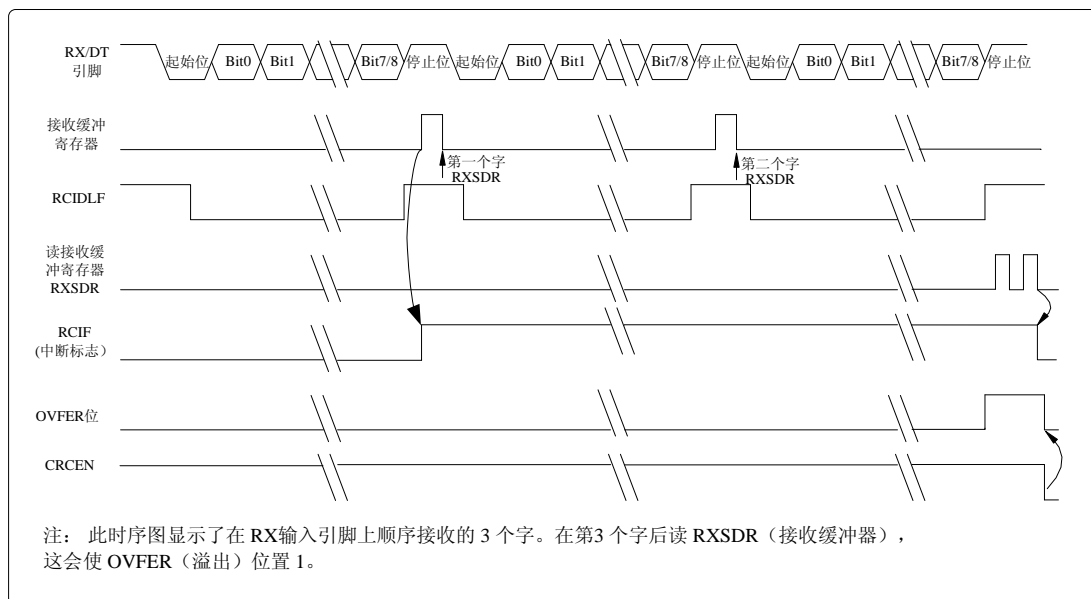 RX/DT
引脚
起始位 Bit0 Bit1 Bit7/8 停止位 起始位 Bit0 Bit1 Bit7/8 停止位 起始位 Bit0 Bit1 Bit7/8 停止位
接收缓冲
寄存器
第一个字
RXSDR
第二个字
RXSDR
RCIDLF
读接收缓
冲寄存器
RXSDR
RCIF
(中断标志）
OVFER位
CRCEN
注： 此时序图显示了在 RX输入引脚上顺序接收的 3 个字。在第3 个字后读 RXSDR（接收缓冲器），
这会使 OVFER（溢出）位置 1。